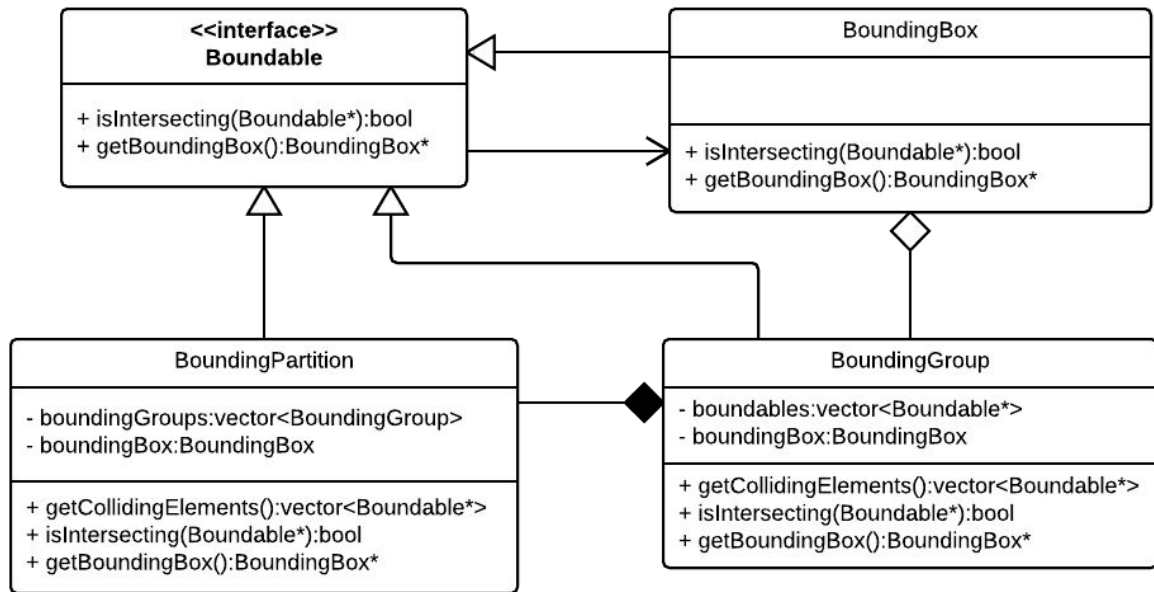 <<interface>>
Boundable
+ isIntersecting(Boundable*):bool
+ getBoundingBox():BoundingBox*
BoundingBox
+ isIntersecting(Boundable*):bool
+ getBoundingBox():BoundingBox*
BoundingPartition
- boundingGroups:vector<BoundingGroup>
- boundingBox:BoundingBox
+ getCollidingElements():vector<Boundable*>
+ isIntersecting(Boundable*):bool
+ getBoundingBox():BoundingBox*
BoundingGroup
- boundables:vector<Boundable*>
- boundingBox:BoundingBox
+ getCollidingElements():vector<Boundable*>
+ isIntersecting(Boundable*):bool
+ getBoundingBox():BoundingBox*